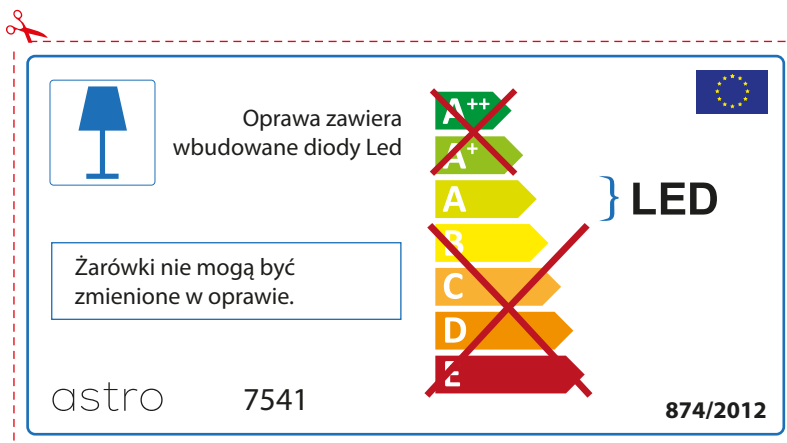 Oprawa zawiera
wbudowane diody Led
A++
A+
A
B
C
D
E
LED
Żarówki nie mogą być
zmienione w oprawie.
astro
7541
874/2012